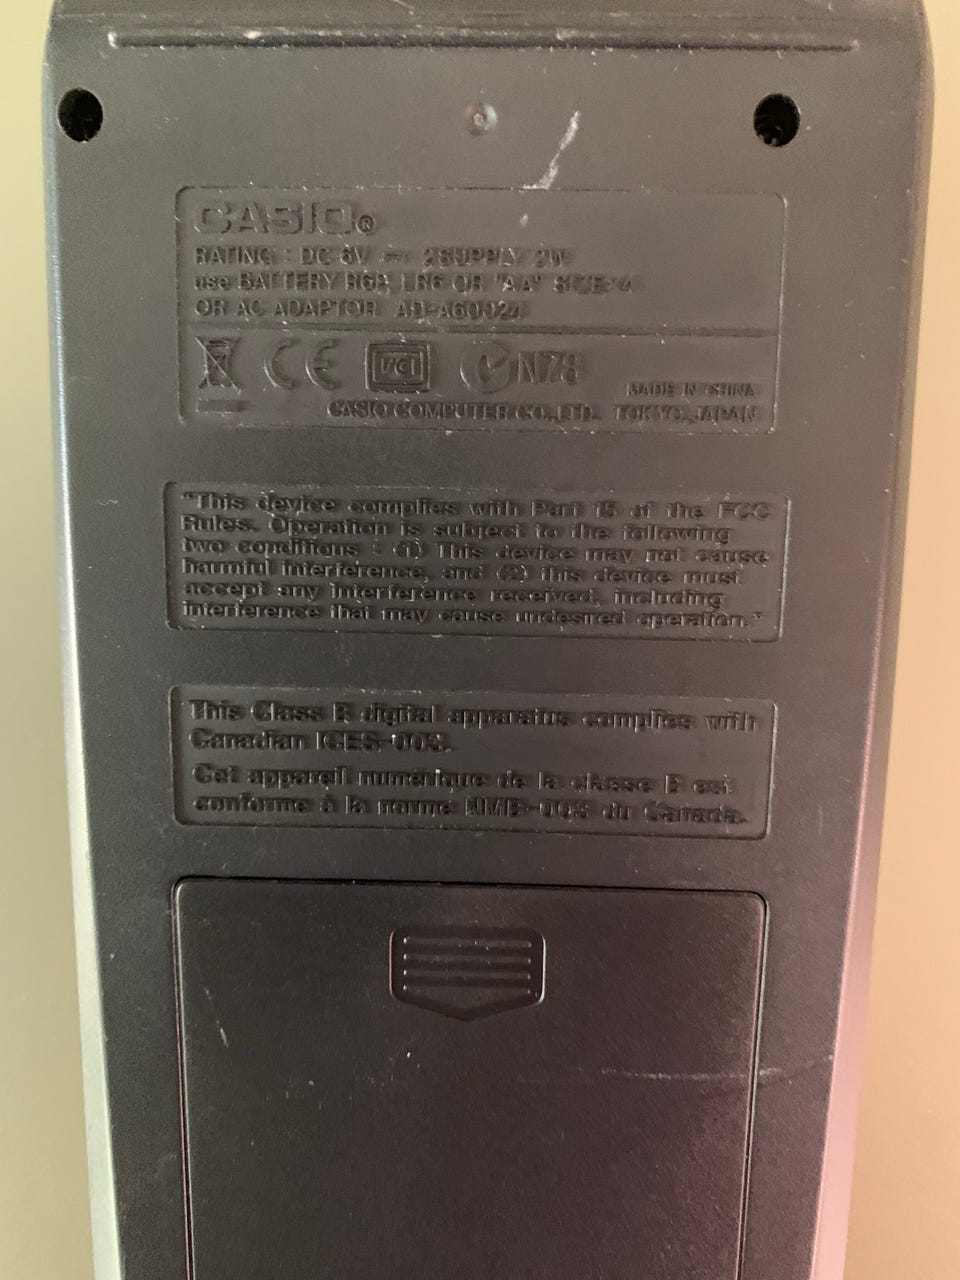 CASIO®
RATING : DC 6V ⎓ 2SUPPLY 2W
use BATTERY R6P, LR6 OR "AA" SIZE*4
OR AC ADAPTOR AD-A60024
VCI
N78
MADE IN CHINA
CASIO COMPUTER CO.,LTD. TOKYO,JAPAN
"This device complies with Part 15 of the FCC
Rules. Operation is subject to the following
two conditions : (1) This device may not cause
harmful interference, and (2) this device must
accept any interference received, including
interference that may cause undesired operation."
This Class B digital apparatus complies with
Canadian ICES-003.
Cet appareil numérique de la classe B est
conforme à la norme NMB-003 du Canada.